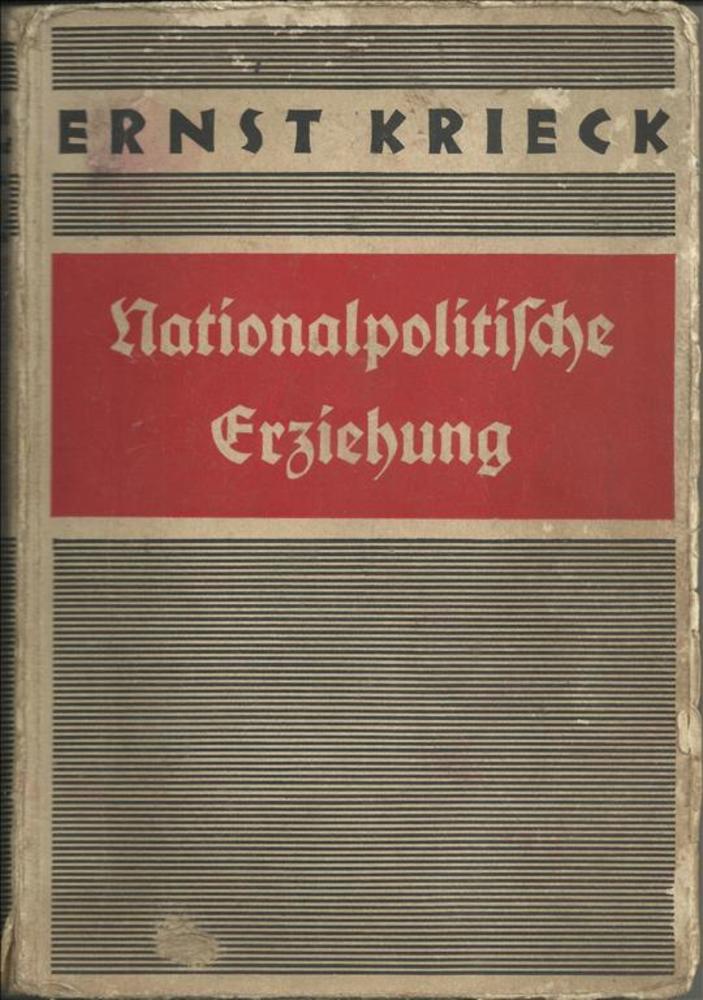 ERNST KRIECK
Nationalpolitiſche
Erziehung